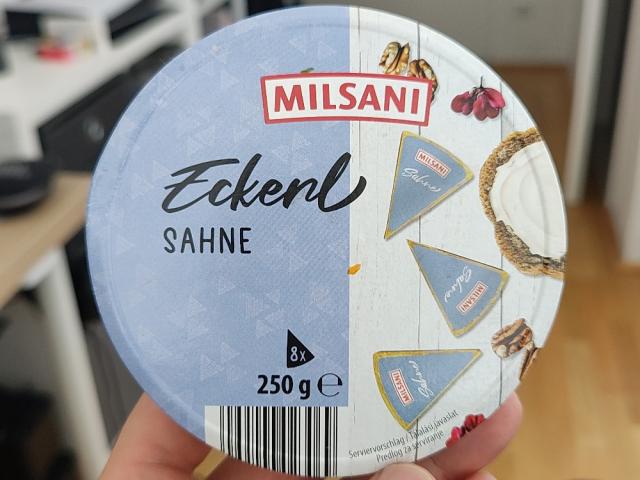 MILSANI
Eckerl
SAHNE
8x
250 g ℮
MILSANI
Sahne
Sahne
MILSANI
MILSANI
Sahne
Serviervorschlag / Tálalási javaslat
Predlog za serviranje